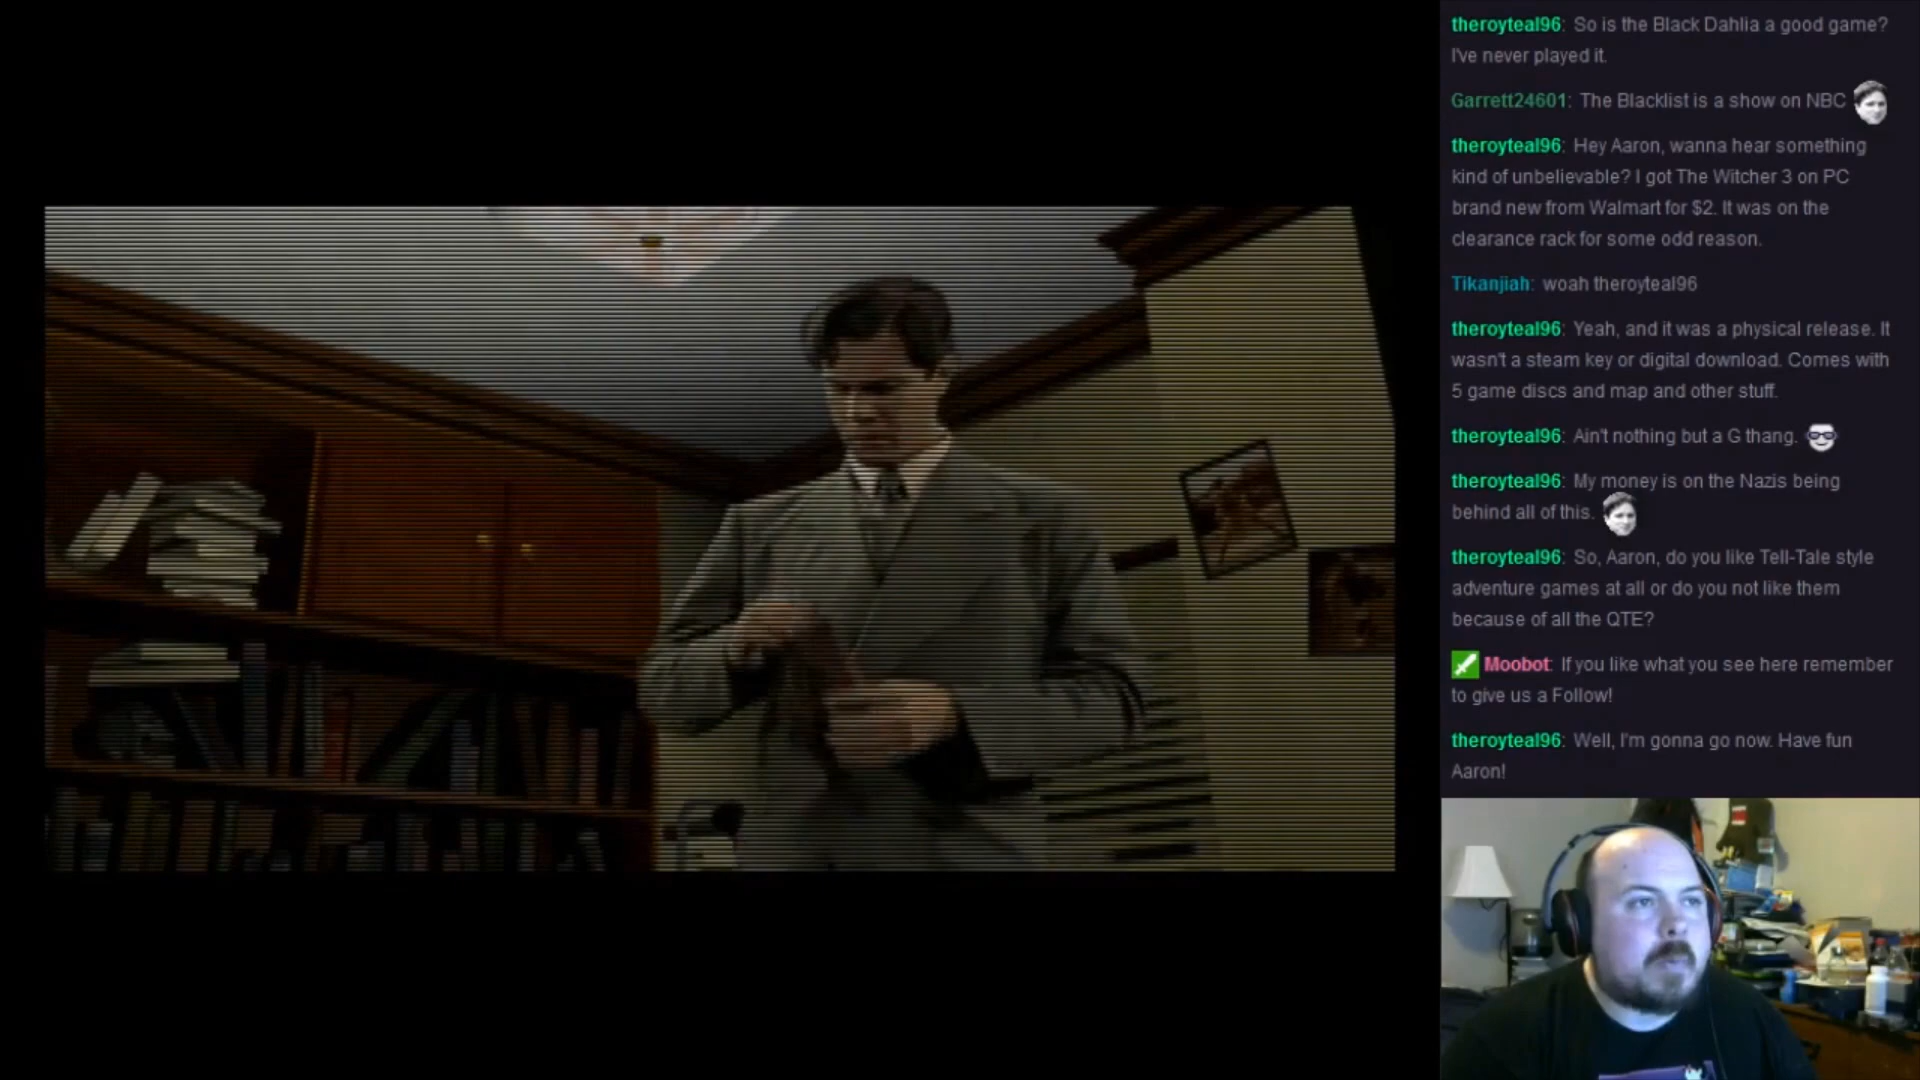 theroyteal96: So is the Black Dahlia a good game?
I've never played it.
Garrett24601: The Blacklist is a show on NBC
theroyteal96: Hey Aaron, wanna hear something
kind of unbelievable? I got The Witcher 3 on PC
brand new from Walmart for $2. It was on the
clearance rack for some odd reason.
Tikanjiah: woah theroyteal96
theroyteal96: Yeah, and it was a physical release. It
wasn't a steam key or digital download. Comes with
5 game discs and map and other stuff.
theroyteal96: Ain't nothing but a G thang.
theroyteal96: My money is on the Nazis being
behind all of this.
theroyteal96: So, Aaron, do you like Tell-Tale style
adventure games at all or do you not like them
because of all the QTE?
Moobot: If you like what you see here remember
to give us a Follow!
theroyteal96: Well, I'm gonna go now. Have fun
Aaron!